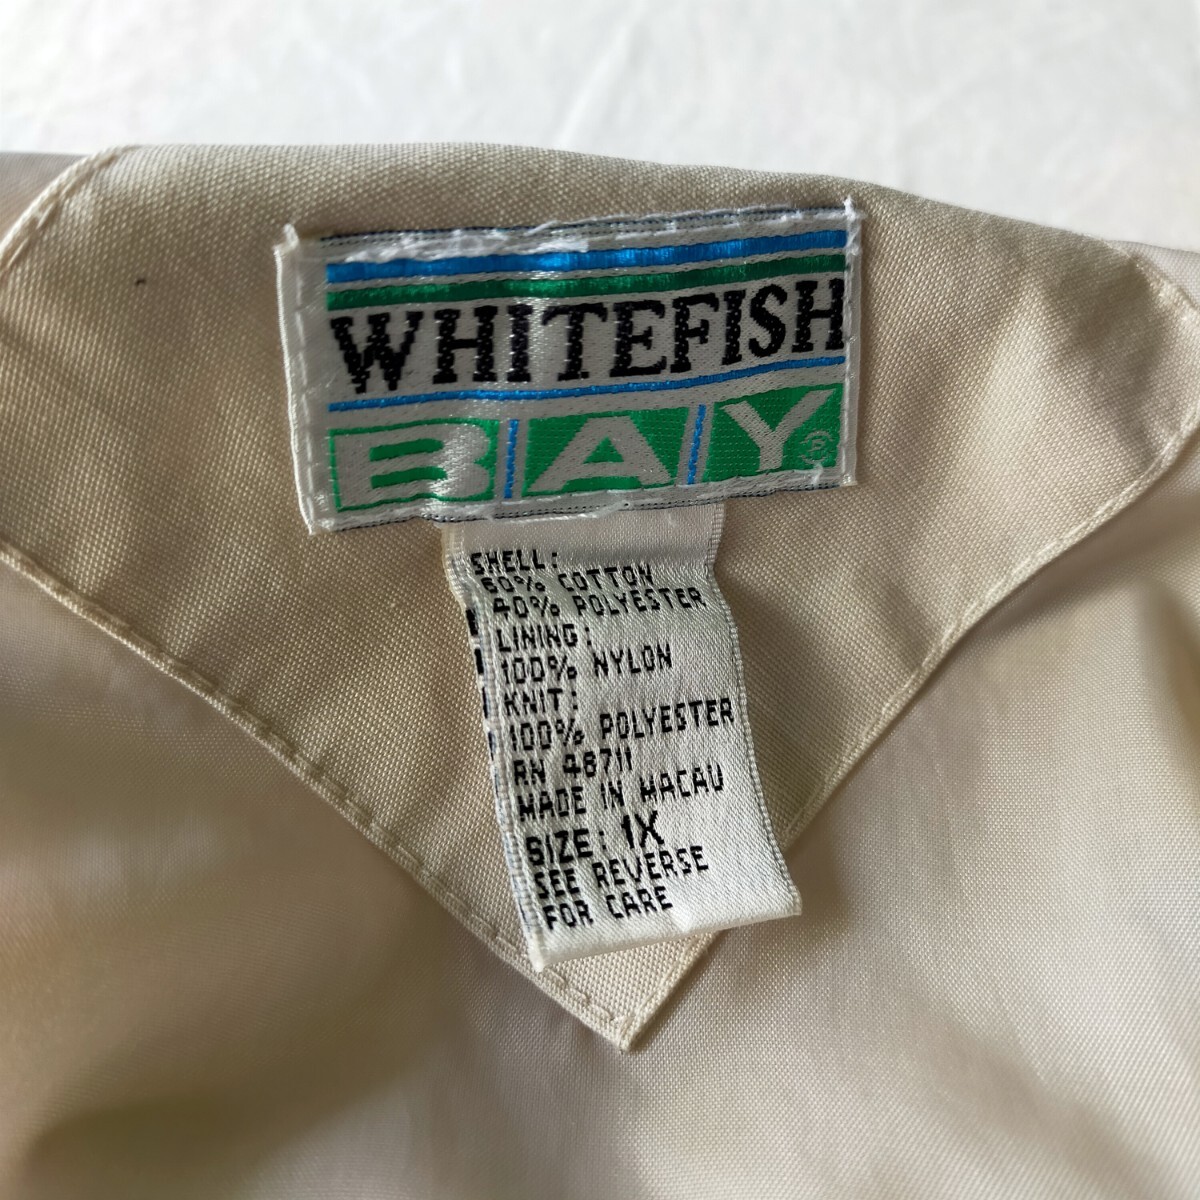 WHITEFISH
BAY®
SHELL:
60% COTTON
40% POLYESTER
LINING:
100% NYLON
KNIT:
100% POLYESTER
RN 48711
MADE IN MACAU
SIZE: 1X
SEE REVERSE
FOR CARE